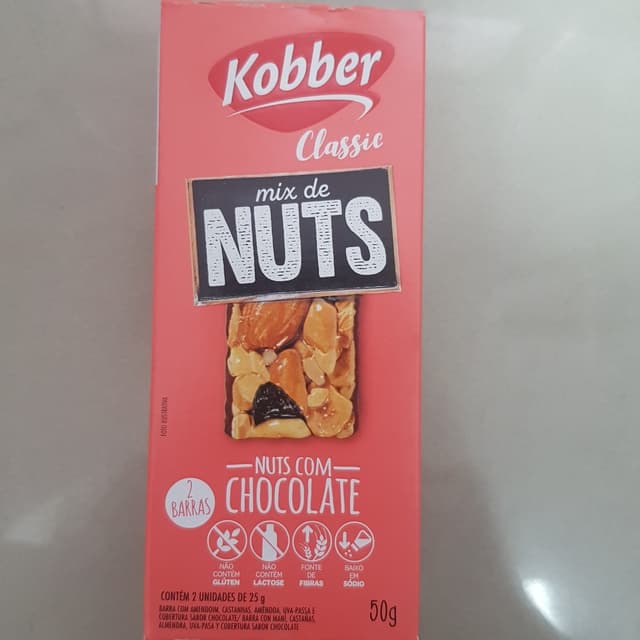 Kobber
Classic
mix de
NUTS
FOTO ILUSTRATIVA
NUTS COM
CHOCOLATE
2
BARRAS
NÃO
CONTÉM
GLÚTEN
NÃO
CONTÉM
LACTOSE
FONTE
DE
FIBRAS
BAIXO
EM
SÓDIO
CONTÉM 2 UNIDADES DE 25 g
BARRA COM AMENDOIM, CASTANHAS, AMÊNDOA, UVA-PASSA E
COBERTURA SABOR CHOCOLATE/ BARRA CON MANÍ, CASTAÑAS,
ALMENDRA, UVA-PASA Y COBERTURA SABOR CHOCOLATE
50g